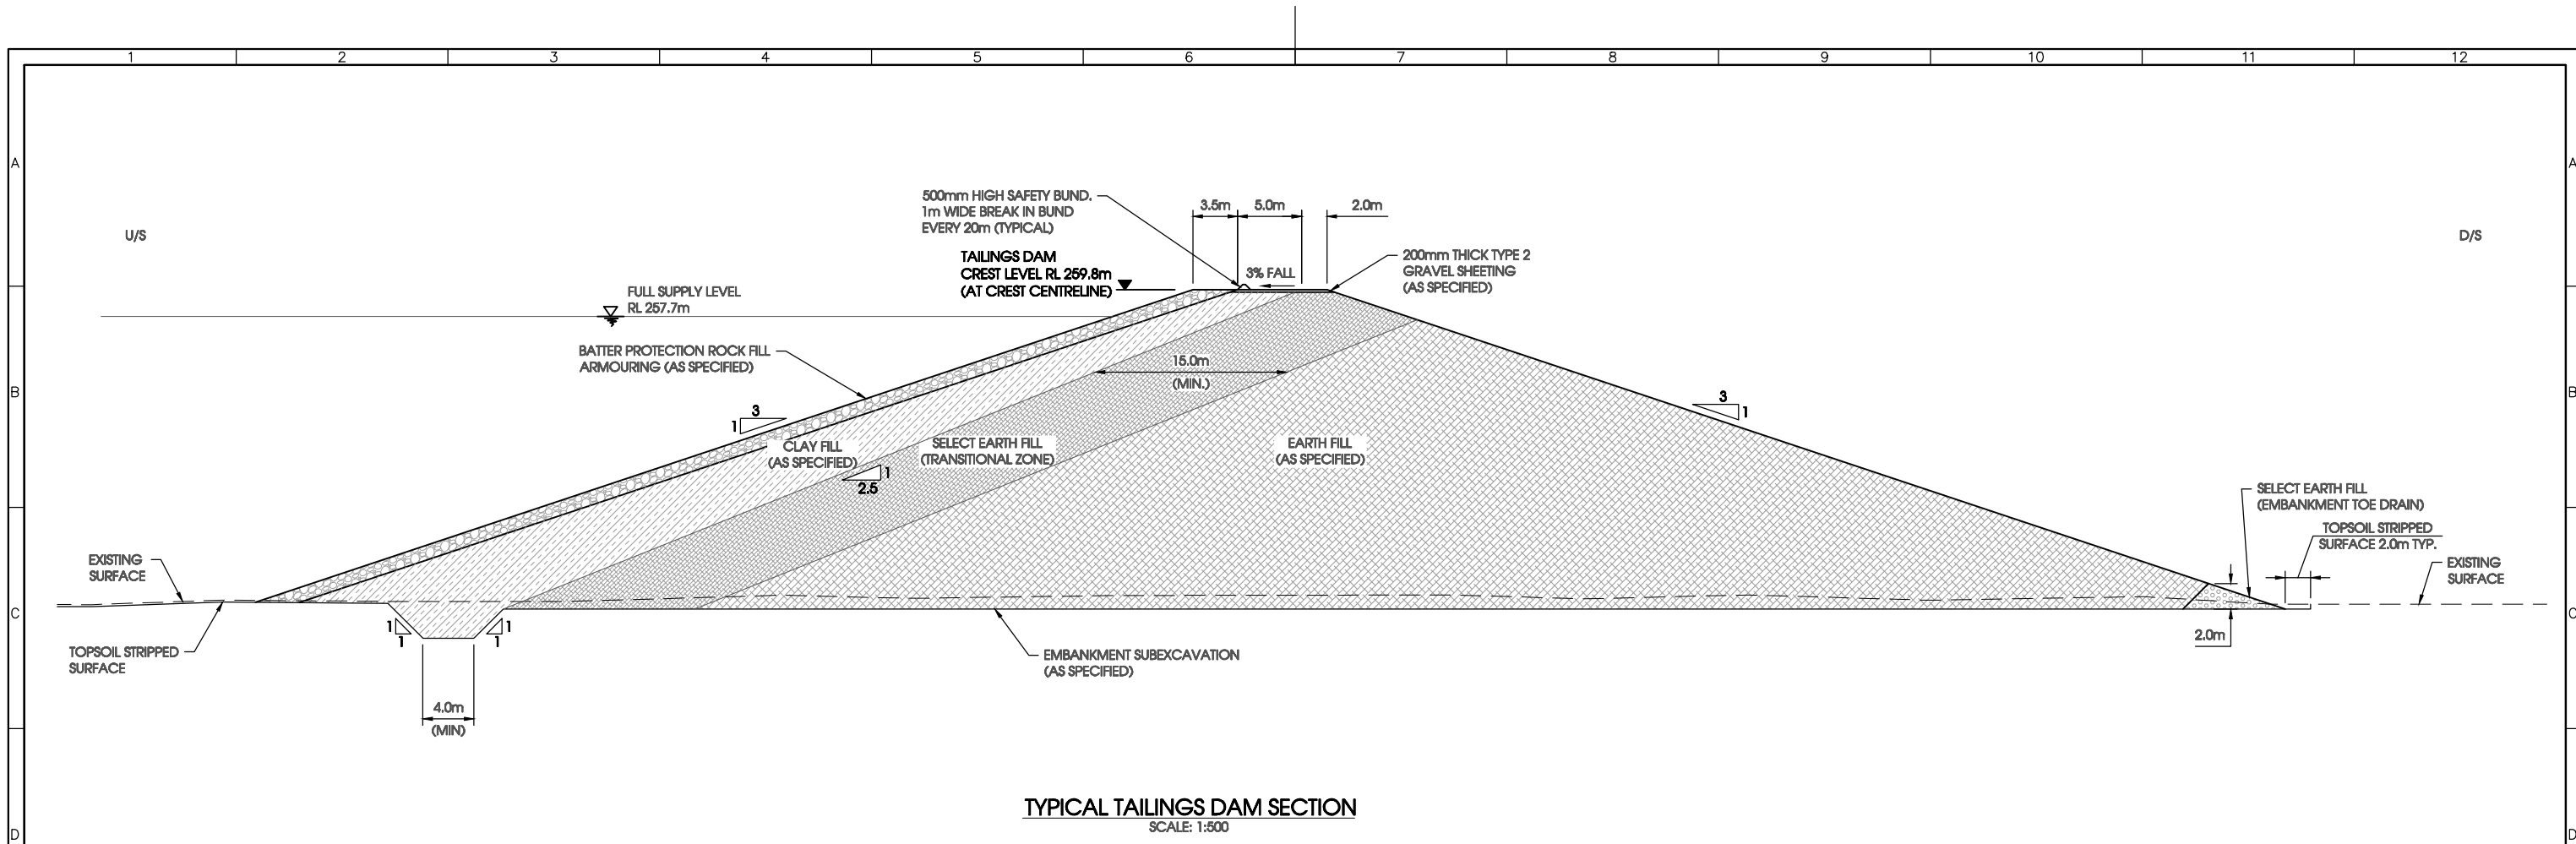 1 2 3 4 5 6 7 8 9 10 11 12
A A
500mm HIGH SAFETY BUND.
1m WIDE BREAK IN BUND
EVERY 20m (TYPICAL)
3.5m 5.0m 2.0m
U/S
D/S
TAILINGS DAM
CREST LEVEL RL 259.8m
(AT CREST CENTRELINE)
3% FALL
200mm THICK TYPE 2
GRAVEL SHEETING
(AS SPECIFIED)
FULL SUPPLY LEVEL
RL 257.7m
BATTER PROTECTION ROCK FILL
ARMOURING (AS SPECIFIED)
15.0m
(MIN.)
B B
3
1
3
1
CLAY FILL
(AS SPECIFIED)
SELECT EARTH FILL
(TRANSITIONAL ZONE)
EARTH FILL
(AS SPECIFIED)
1
2.5
SELECT EARTH FILL
(EMBANKMENT TOE DRAIN)
TOPSOIL STRIPPED
SURFACE 2.0m TYP.
EXISTING
SURFACE
EXISTING
SURFACE
C C
1
1
1
1
2.0m
TOPSOIL STRIPPED
SURFACE
EMBANKMENT SUBEXCAVATION
(AS SPECIFIED)
4.0m
(MIN)
TYPICAL TAILINGS DAM SECTION
SCALE: 1:500
D D